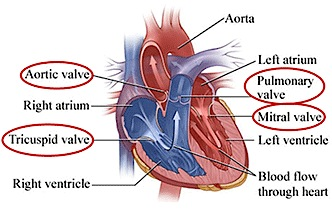 Aorta
Left atrium
Aortic valve
Pulmonary
valve
Right atrium
Mitral valve
Tricuspid valve
Left ventricle
Right ventricle
Blood flow
through heart